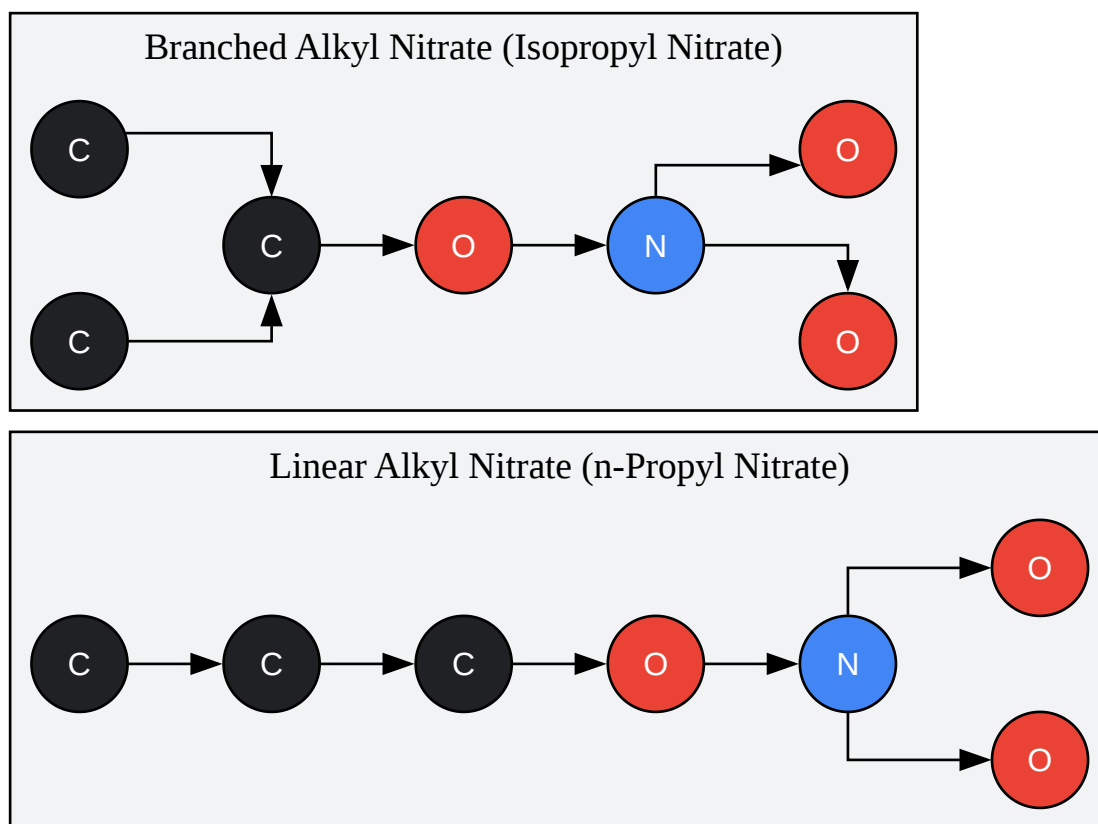 Branched Alkyl Nitrate (Isopropyl Nitrate)
C
O
C
O
N
C
O
Linear Alkyl Nitrate (n-Propyl Nitrate)
O
C
C
C
O
N
O